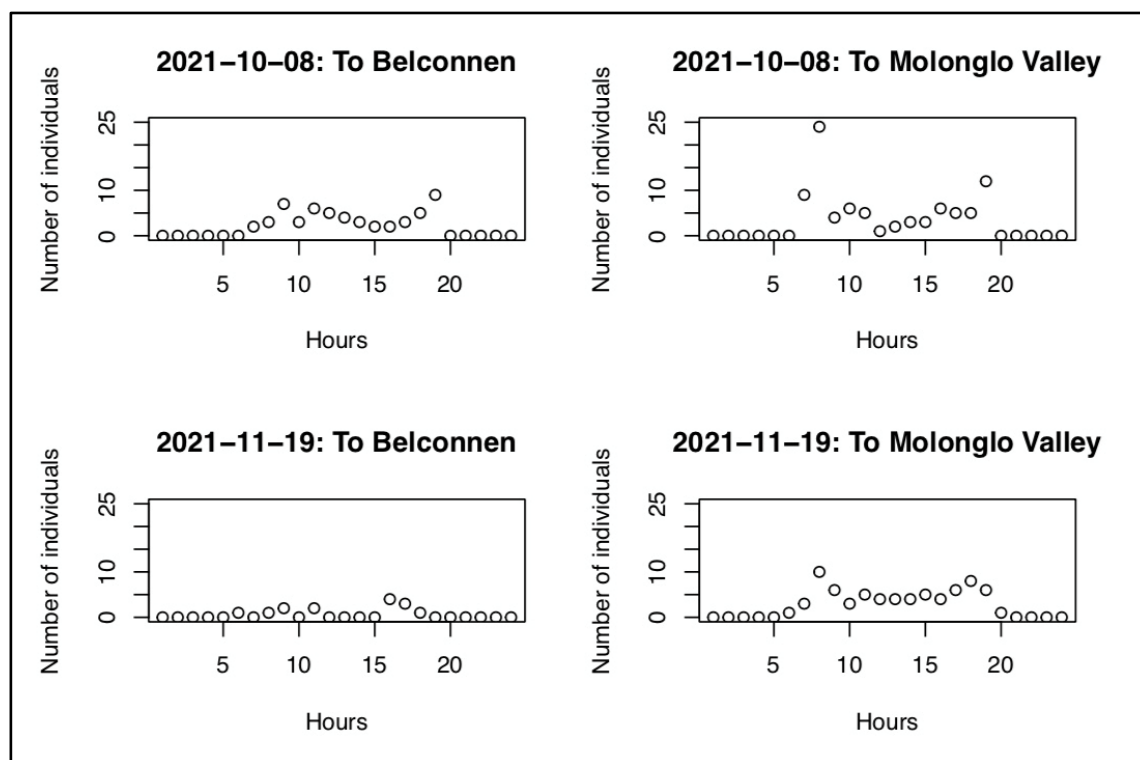 2021−10−08: To Belconnen
Number of individuals
25
10
0
5 10 15 20
Hours
2021−10−08: To Molonglo Valley
Number of individuals
25
10
0
5 10 15 20
Hours
2021−11−19: To Belconnen
Number of individuals
25
10
0
5 10 15 20
Hours
2021−11−19: To Molonglo Valley
Number of individuals
25
10
0
5 10 15 20
Hours